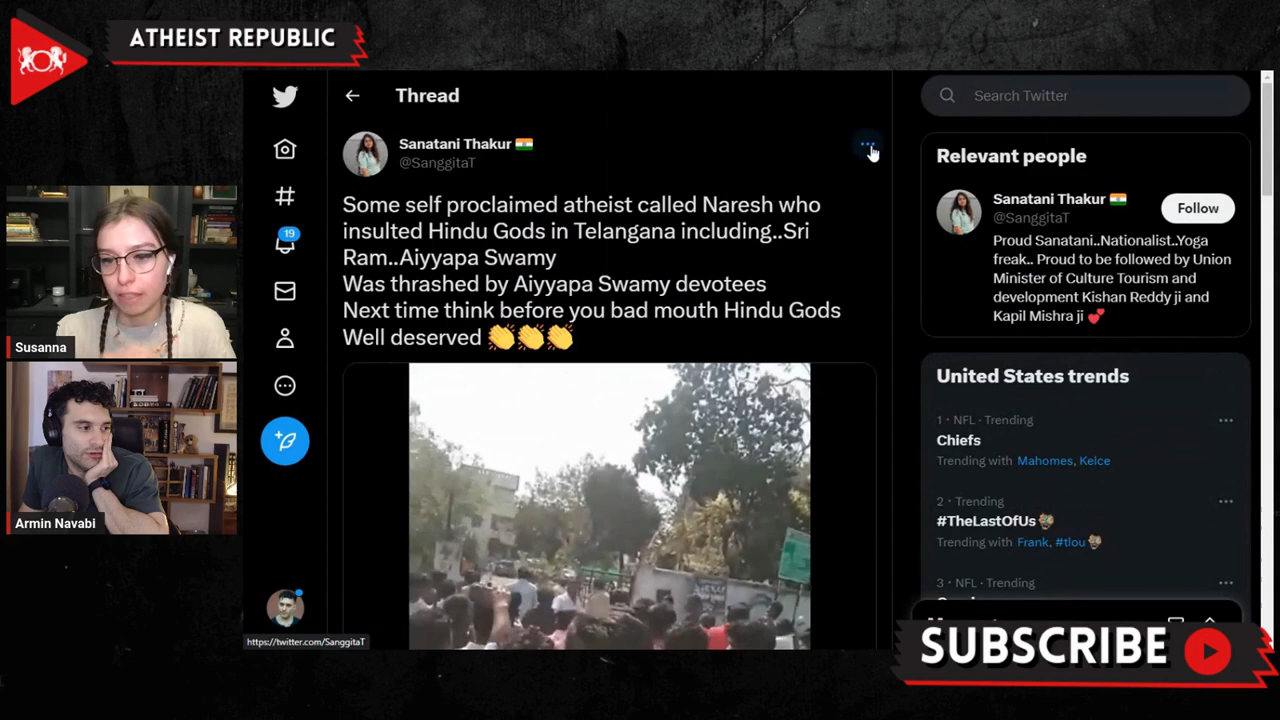 ATHEIST REPUBLIC
Susanna
Armin Navabi
Thread
Sanatani Thakur
@SanggitaT
Some self proclaimed atheist called Naresh who
insulted Hindu Gods in Telangana including..Sri
Ram..Aiyyapa Swamy
Was thrashed by Aiyyapa Swamy devotees
Next time think before you bad mouth Hindu Gods
Well deserved 👏👏👏
19
https://twitter.com/SanggitaT
Search Twitter
Relevant people
Sanatani Thakur
@SanggitaT
Follow
Proud Sanatani..Nationalist..Yoga
freak.. Proud to be followed by Union
Minister of Culture Tourism and
development Kishan Reddy ji and
Kapil Mishra ji 💕
United States trends
1 · NFL · Trending
Chiefs
Trending with Mahomes, Kelce
2 · Trending
#TheLastOfUs
Trending with Frank, #tlou
3 · NFL · Trending
SUBSCRIBE